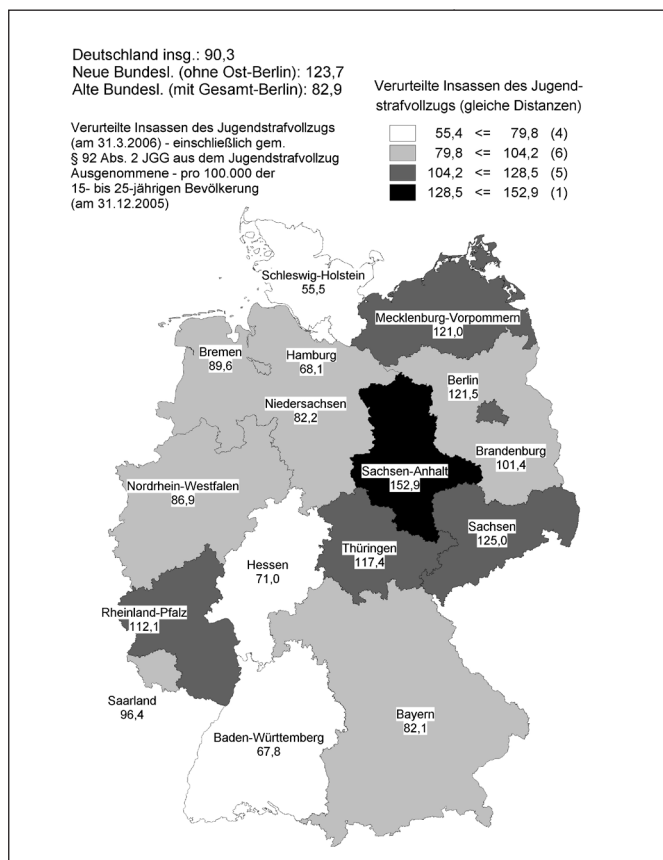 Deutschland insg.: 90,3
Neue Bundesl. (ohne Ost-Berlin): 123,7
Alte Bundesl. (mit Gesamt-Berlin): 82,9
Verurteilte Insassen des Jugendstrafvollzugs
(am 31.3.2006) - einschließlich gem.
§ 92 Abs. 2 JGG aus dem Jugendstrafvollzug
Ausgenommene - pro 100.000 der
15- bis 25-jährigen Bevölkerung
(am 31.12.2005)
Verurteilte Insassen des Jugend-
strafvollzugs (gleiche Distanzen)
55,4 <= 79,8 (4)
79,8 <= 104,2 (6)
104,2 <= 128,5 (5)
128,5 <= 152,9 (1)
Schleswig-Holstein
55,5
Mecklenburg-Vorpommern
121,0
Bremen
89,6
Hamburg
68,1
Berlin
121,5
Niedersachsen
82,2
Brandenburg
101,4
Sachsen-Anhalt
152,9
Nordrhein-Westfalen
86,9
Sachsen
125,0
Thüringen
117,4
Hessen
71,0
Rheinland-Pfalz
112,1
Saarland
96,4
Bayern
82,1
Baden-Württemberg
67,8